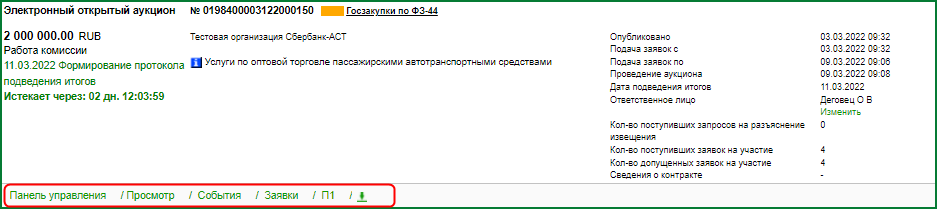 Электронный открытый аукцион № 0198400003122000150 Госзакупки по ФЗ-44
2 000 000.00 RUB
Работа комиссии
11.03.2022 Формирование протокола
подведения итогов
Истекает через: 02 дн. 12:03:59
Тестовая организация Сбербанк-АСТ
Услуги по оптовой торговле пассажирскими автотранспортными средствами
Опубликовано 03.03.2022 09:32
Подача заявок с 03.03.2022 09:32
Подача заявок по 09.03.2022 09:06
Проведение аукциона 09.03.2022 09:08
Дата подведения итогов 11.03.2022
Ответственное лицо Деговец О В
Изменить
Кол-во поступивших запросов на разъяснение 0
извещения
Кол-во поступивших заявок на участие 4
Кол-во допущенных заявок на участие 4
Сведения о контракте -
Панель управления / Просмотр / События / Заявки / П1 /